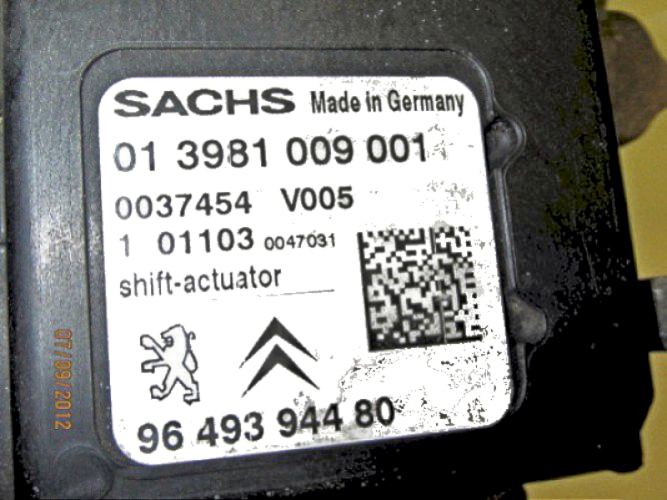 SACHS Made in Germany
01 3981 009 001
0037454 V005
1 01103 0047031
shift-actuator
96 493 944 80
07/09/2012